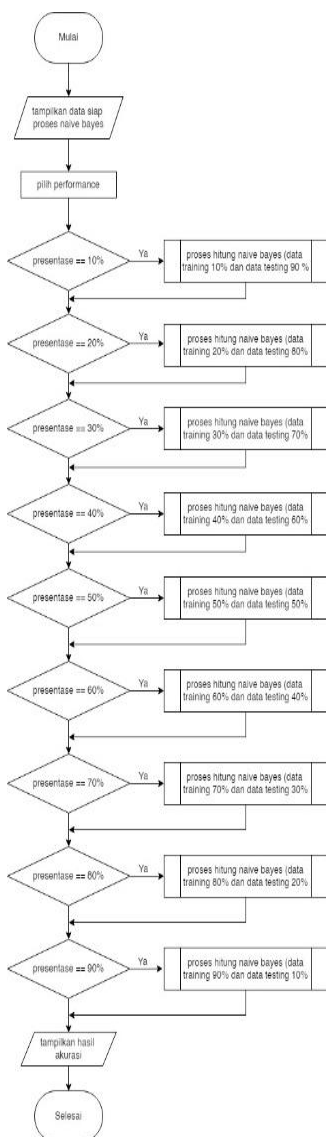 Mulai
tampilkan data siap
proses naive bayes
pilih performance
presentase == 10%
Ya
proses hitung naive bayes (data
training 10% dan data testing 90 %
presentase == 20%
Ya
proses hitung naive bayes (data
training 20% dan data testing 80%
presentase == 30%
Ya
proses hitung naive bayes (data
training 30% dan data testing 70%
presentase == 40%
Ya
proses hitung naive bayes (data
training 40% dan data testing 60%
presentase == 50%
Ya
proses hitung naive bayes (data
training 50% dan data testing 50%
presentase == 60%
Ya
proses hitung naive bayes (data
training 60% dan data testing 40%
presentase == 70%
Ya
proses hitung naive bayes (data
training 70% dan data testing 30%
presentase == 80%
Ya
proses hitung naive bayes (data
training 80% dan data testing 20%
presentase == 90%
Ya
proses hitung naive bayes (data
training 90% dan data testing 10%
tampilkan hasil
akurasi
Selesai